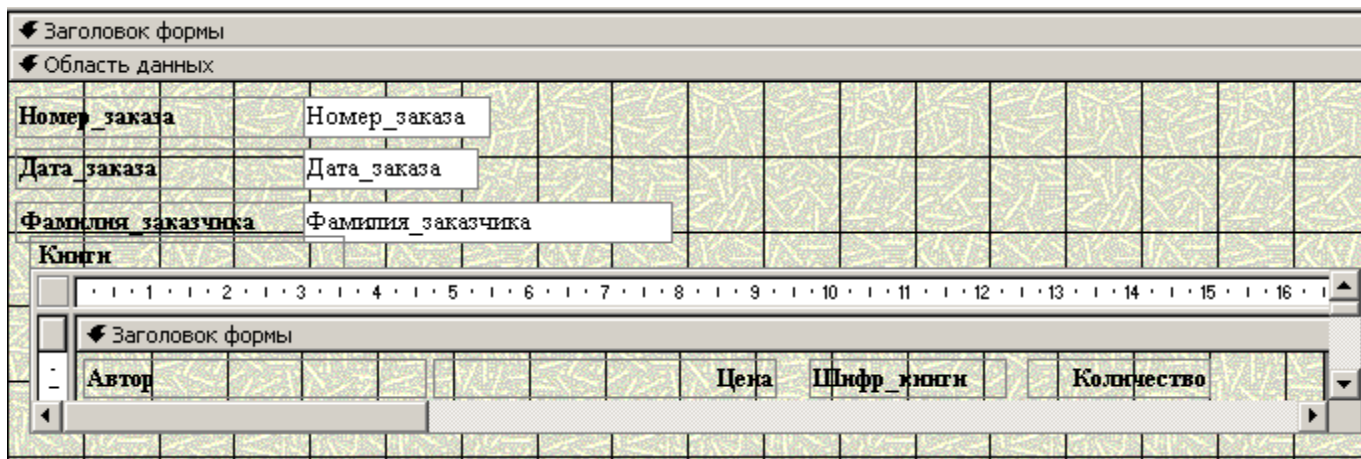 Заголовок формы
Область данных
Номер_заказа Номер_заказа
Дата_заказа Дата_заказа
Фамилия_заказчика Фамилия_заказчика
Книги
1 2 3 4 5 6 7 8 9 10 11 12 13 14 15 16
Заголовок формы
Автор Цена Шифр_книги Количество